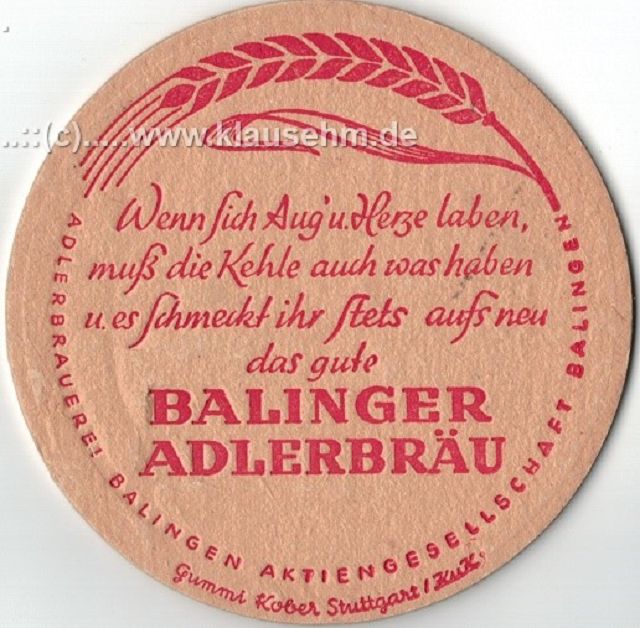 ..::(c).....www.klausehm.de
Wenn sich Aug' u. Herze laben,
muß die Kehle auch was haben
u. es schmeckt ihr stets aufs neu
das gute
BALINGER
ADLERBRÄU
ADLERBRAUEREI BALINGEN AKTIENGESELLSCHAFT BALINGEN
Gummi Kober Stuttgart /